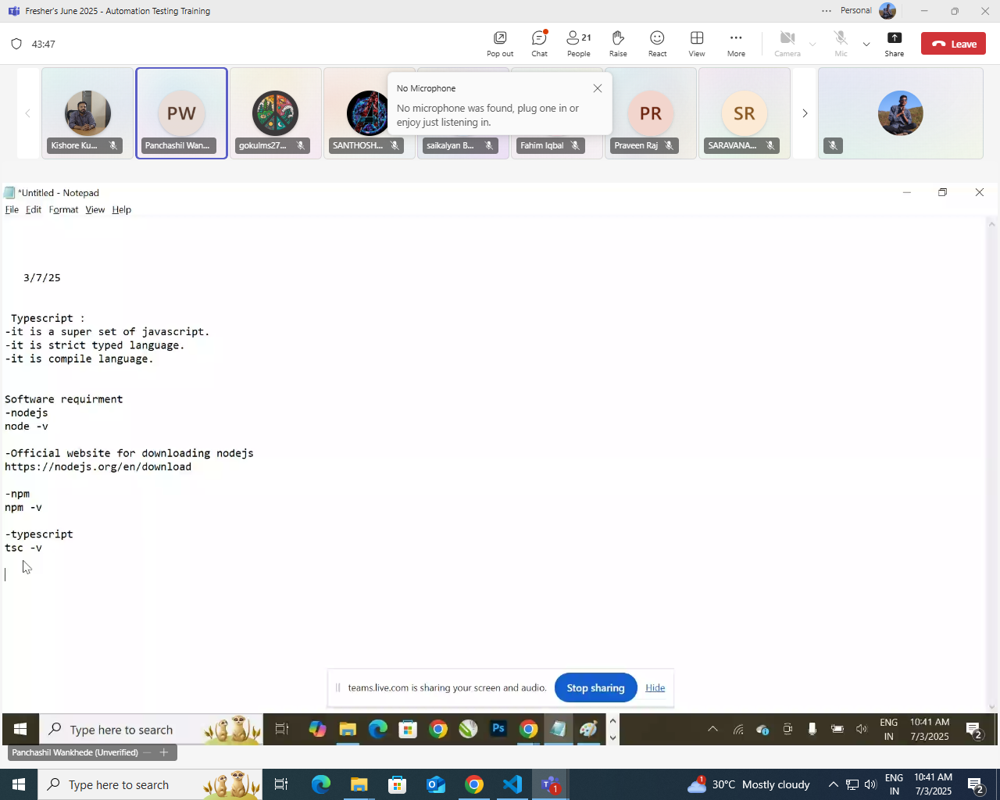 Fresher's June 2025 - Automation Testing Training
Personal
43:47
Pop out
Chat
21
People
Raise
React
View
More
Camera
Mic
Share
Leave
Kishore Ku...
PW
Panchashil Wan...
gokulms27...
SANTHOSH...
saikalyan B...
Fahim Iqbal
PR
Praveen Raj
SR
SARAVANA...
No Microphone
No microphone was found, plug one in or
enjoy just listening in.
*Untitled - Notepad
File Edit Format View Help
3/7/25
Typescript :
-it is a super set of javascript.
-it is strict typed language.
-it is compile language.
Software requirment
-nodejs
node -v
-Official website for downloading nodejs
https://nodejs.org/en/download
-npm
npm -v
-typescript
tsc -v
teams.live.com is sharing your screen and audio.
Stop sharing
Hide
Type here to search
Ps
ENG
IN
10:41 AM
7/3/2025
2
Panchashil Wankhede (Unverified)
Type here to search
1
1
30°C Mostly cloudy
ENG
IN
10:41 AM
7/3/2025
2